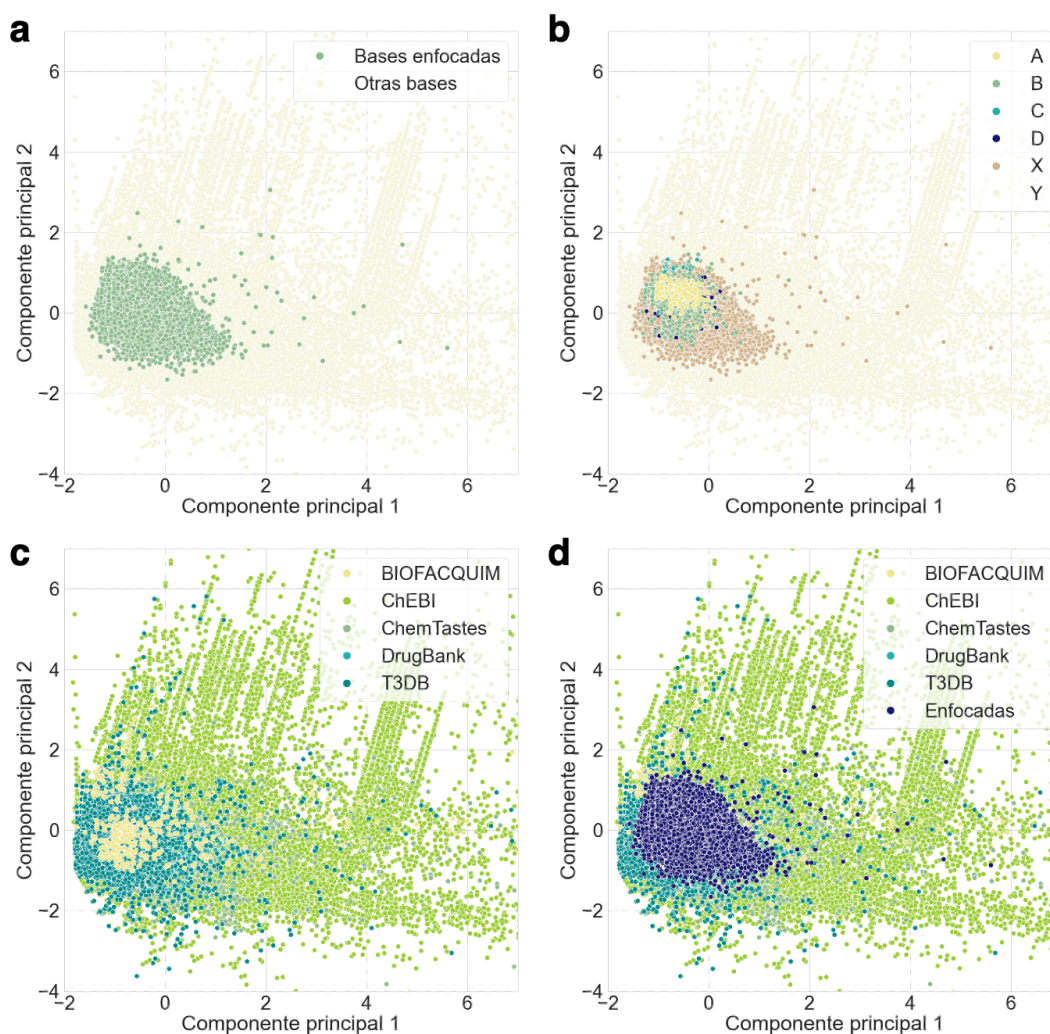 a
Bases enfocadas
Otras bases
6
4
2
0
−2
−4
−2
0
2
4
6
Componente principal 2
Componente principal 1
b
A
B
C
D
X
Y
6
4
2
0
−2
−4
−2
0
2
4
6
Componente principal 2
Componente principal 1
c
BIOFACQUIM
ChEBI
ChemTastes
DrugBank
T3DB
6
4
2
0
−2
−4
−2
0
2
4
6
Componente principal 2
Componente principal 1
d
BIOFACQUIM
ChEBI
ChemTastes
DrugBank
T3DB
Enfocadas
6
4
2
0
−2
−4
−2
0
2
4
6
Componente principal 2
Componente principal 1